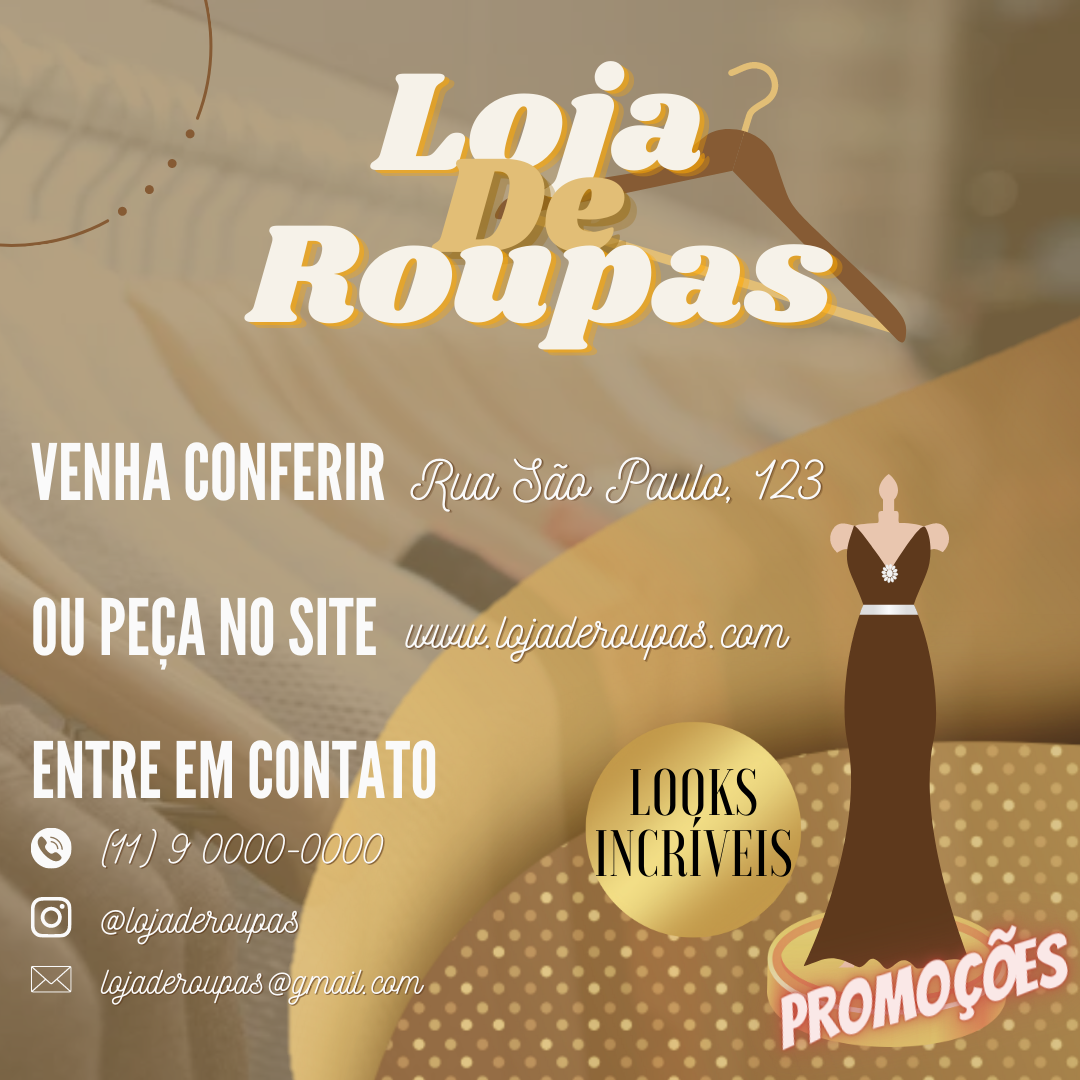 Loja
De
Roupas
VENHA CONFERIR Rua São Paulo, 123
OU PEÇA NO SITE www.lojaderoupas.com
ENTRE EM CONTATO
(11) 9 0000-0000
@lojaderoupas
lojaderoupas@gmail.com
LOOKS
INCRÍVEIS
PROMOÇÕES